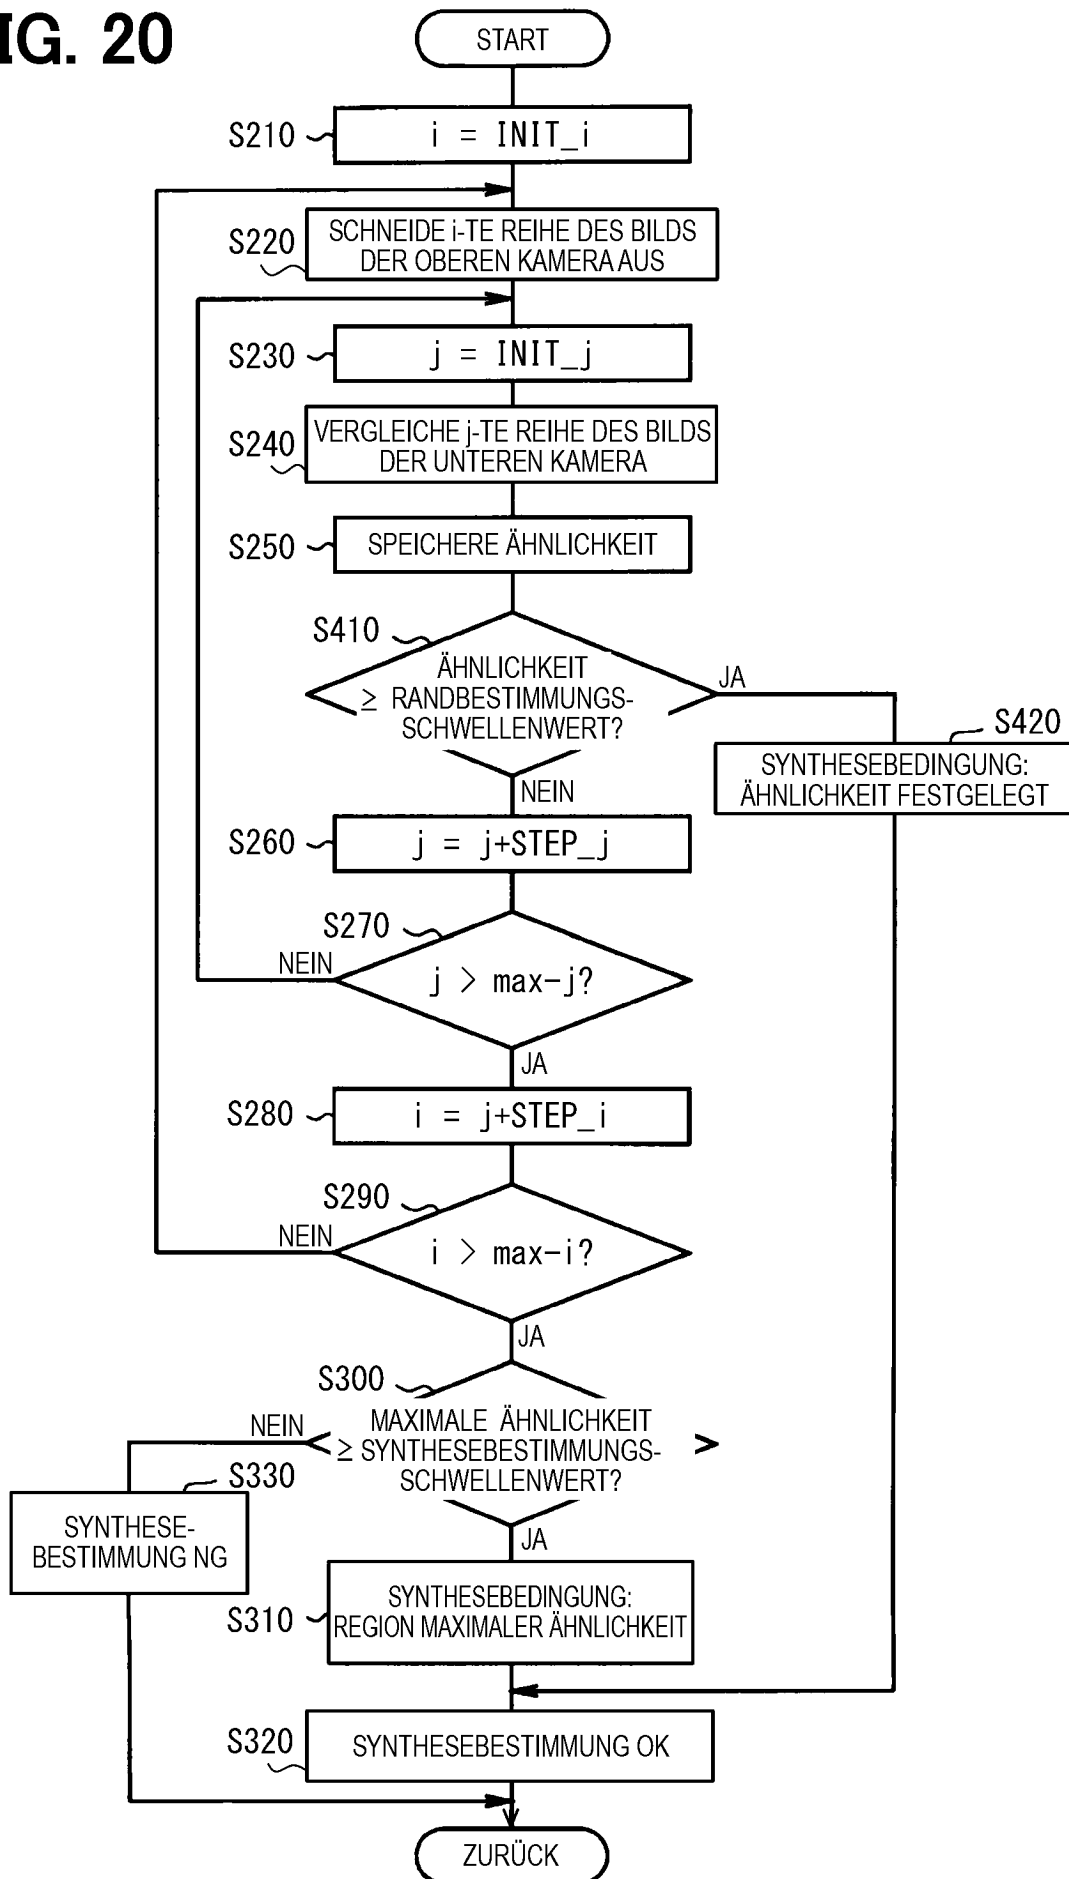 IG. 20
START
S210
i = INIT_i
S220
SCHNEIDE i-TE REIHE DES BILDS
DER OBEREN KAMERA AUS
S230
j = INIT_j
S240
VERGLEICHE j-TE REIHE DES BILDS
DER UNTEREN KAMERA
S250
SPEICHERE ÄHNLICHKEIT
S410
ÄHNLICHKEIT
≥ RANDBESTIMMUNGS-
SCHWELLENWERT?
JA
S420
SYNTHESEBEDINGUNG:
ÄHNLICHKEIT FESTGELEGT
NEIN
S260
j = j+STEP_j
S270
NEIN
j > max-j?
JA
S280
i = j+STEP_i
S290
NEIN
i > max-i?
JA
S300
NEIN
MAXIMALE ÄHNLICHKEIT
≥ SYNTHESEBESTIMMUNGS-
SCHWELLENWERT?
S330
SYNTHESE-
BESTIMMUNG NG
JA
S310
SYNTHESEBEDINGUNG:
REGION MAXIMALER ÄHNLICHKEIT
S320
SYNTHESEBESTIMMUNG OK
ZURÜCK